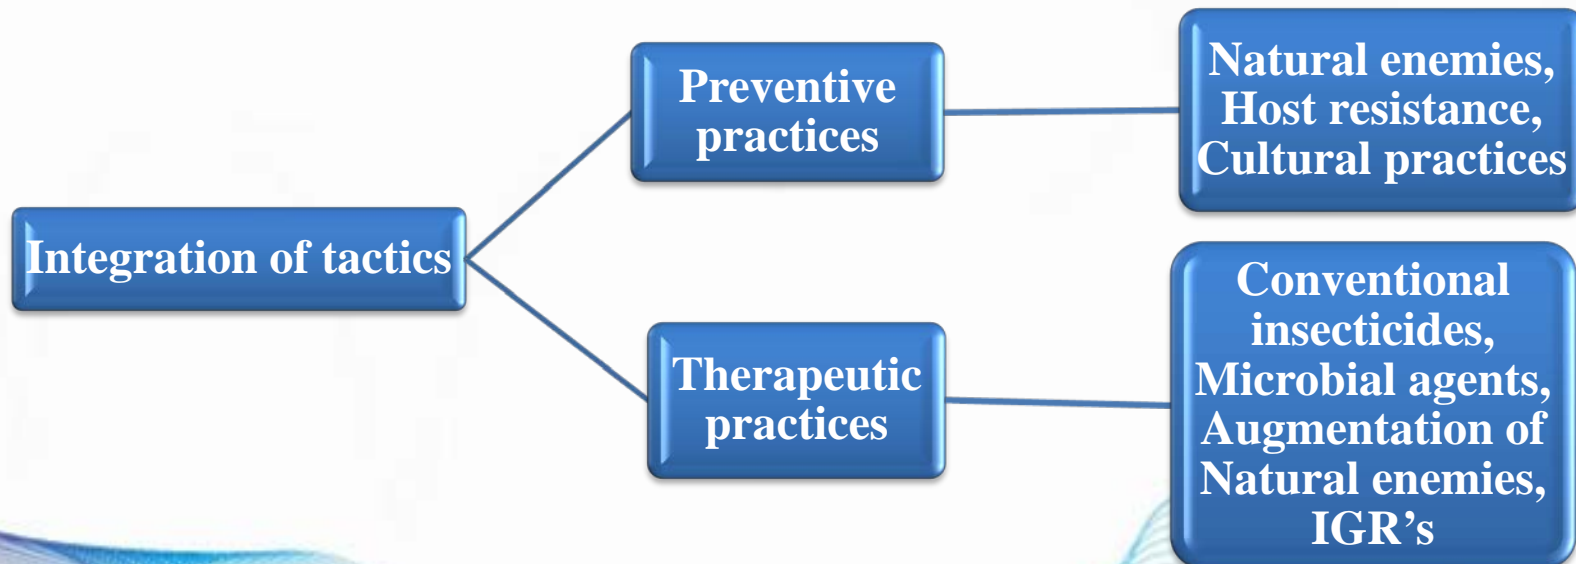 Integration of tactics
Preventive
practices
Natural enemies,
Host resistance,
Cultural practices
Therapeutic
practices
Conventional
insecticides,
Microbial agents,
Augmentation of
Natural enemies,
IGR’s